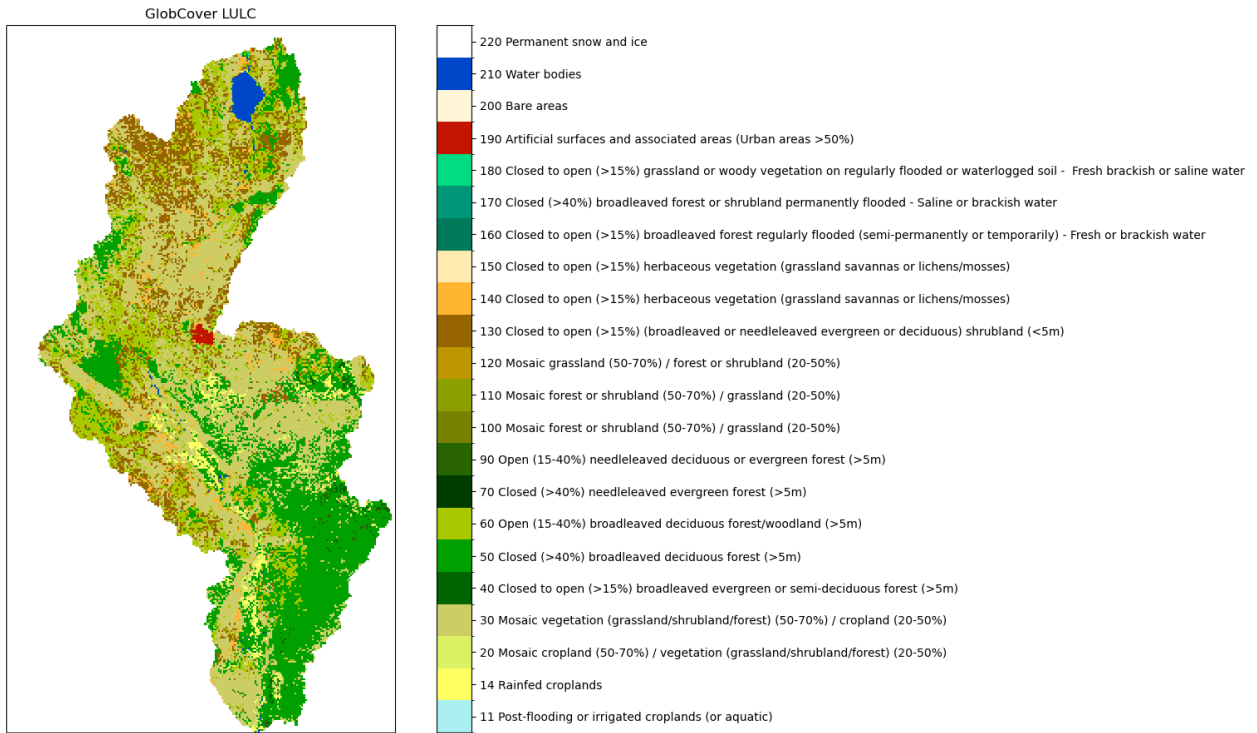 GlobCover LULC
220 Permanent snow and ice
210 Water bodies
200 Bare areas
190 Artificial surfaces and associated areas (Urban areas >50%)
180 Closed to open (>15%) grassland or woody vegetation on regularly flooded or waterlogged soil -  Fresh brackish or saline water
170 Closed (>40%) broadleaved forest or shrubland permanently flooded - Saline or brackish water
160 Closed to open (>15%) broadleaved forest regularly flooded (semi-permanently or temporarily) - Fresh or brackish water
150 Closed to open (>15%) herbaceous vegetation (grassland savannas or lichens/mosses)
140 Closed to open (>15%) herbaceous vegetation (grassland savannas or lichens/mosses)
130 Closed to open (>15%) (broadleaved or needleleaved evergreen or deciduous) shrubland (<5m)
120 Mosaic grassland (50-70%) / forest or shrubland (20-50%)
110 Mosaic forest or shrubland (50-70%) / grassland (20-50%)
100 Mosaic forest or shrubland (50-70%) / grassland (20-50%)
90 Open (15-40%) needleleaved deciduous or evergreen forest (>5m)
70 Closed (>40%) needleleaved evergreen forest (>5m)
60 Open (15-40%) broadleaved deciduous forest/woodland (>5m)
50 Closed (>40%) broadleaved deciduous forest (>5m)
40 Closed to open (>15%) broadleaved evergreen or semi-deciduous forest (>5m)
30 Mosaic vegetation (grassland/shrubland/forest) (50-70%) / cropland (20-50%)
20 Mosaic cropland (50-70%) / vegetation (grassland/shrubland/forest) (20-50%)
14 Rainfed croplands
11 Post-flooding or irrigated croplands (or aquatic)